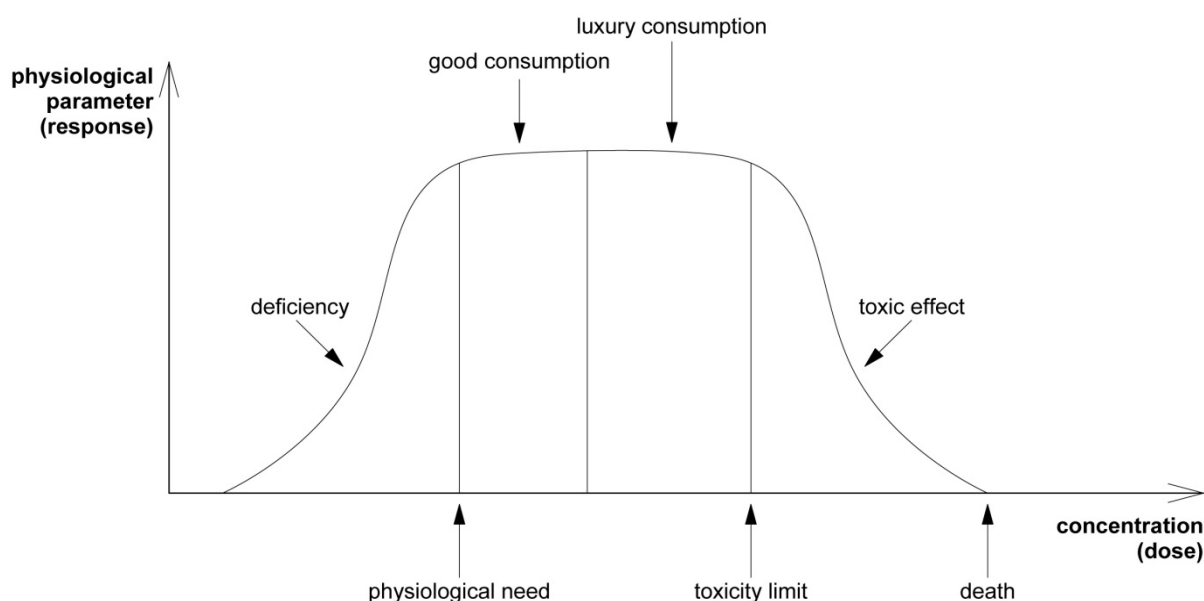 luxury consumption
good consumption
physiological
parameter
(response)
deficiency
toxic effect
concentration
(dose)
physiological need
toxicity limit
death